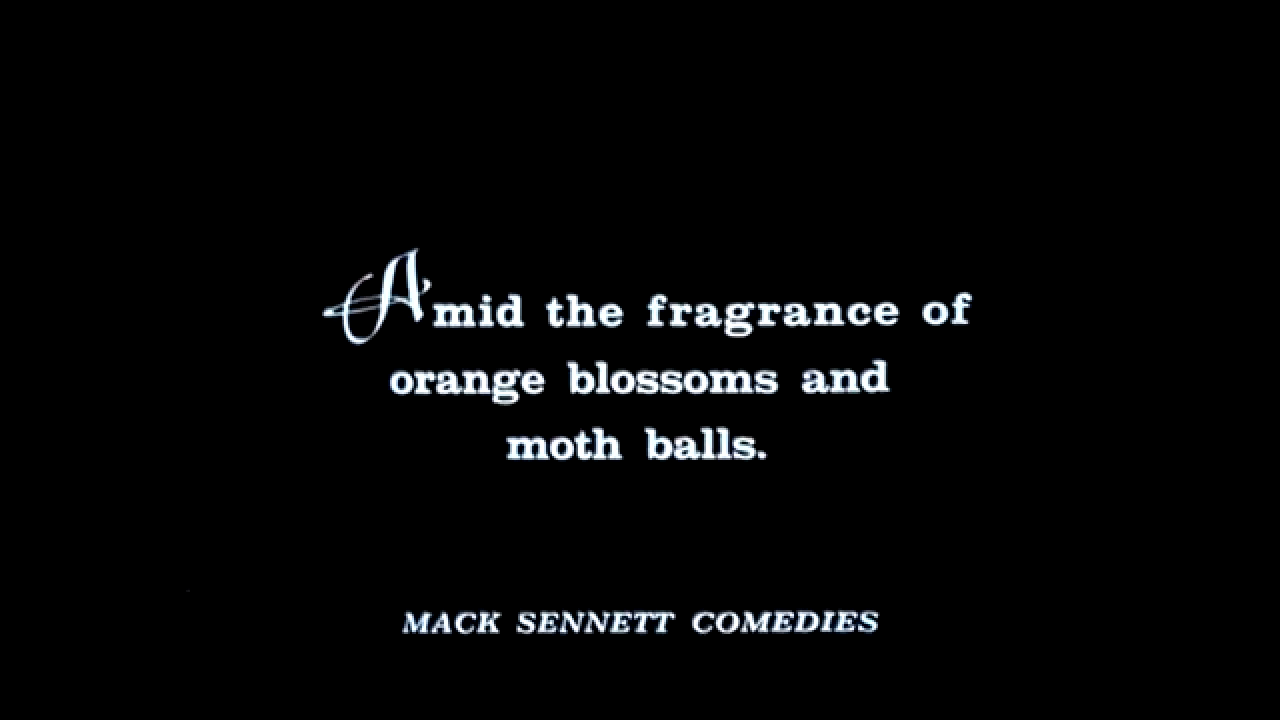 Amid the fragrance of
orange blossoms and
moth balls.
MACK SENNETT COMEDIES